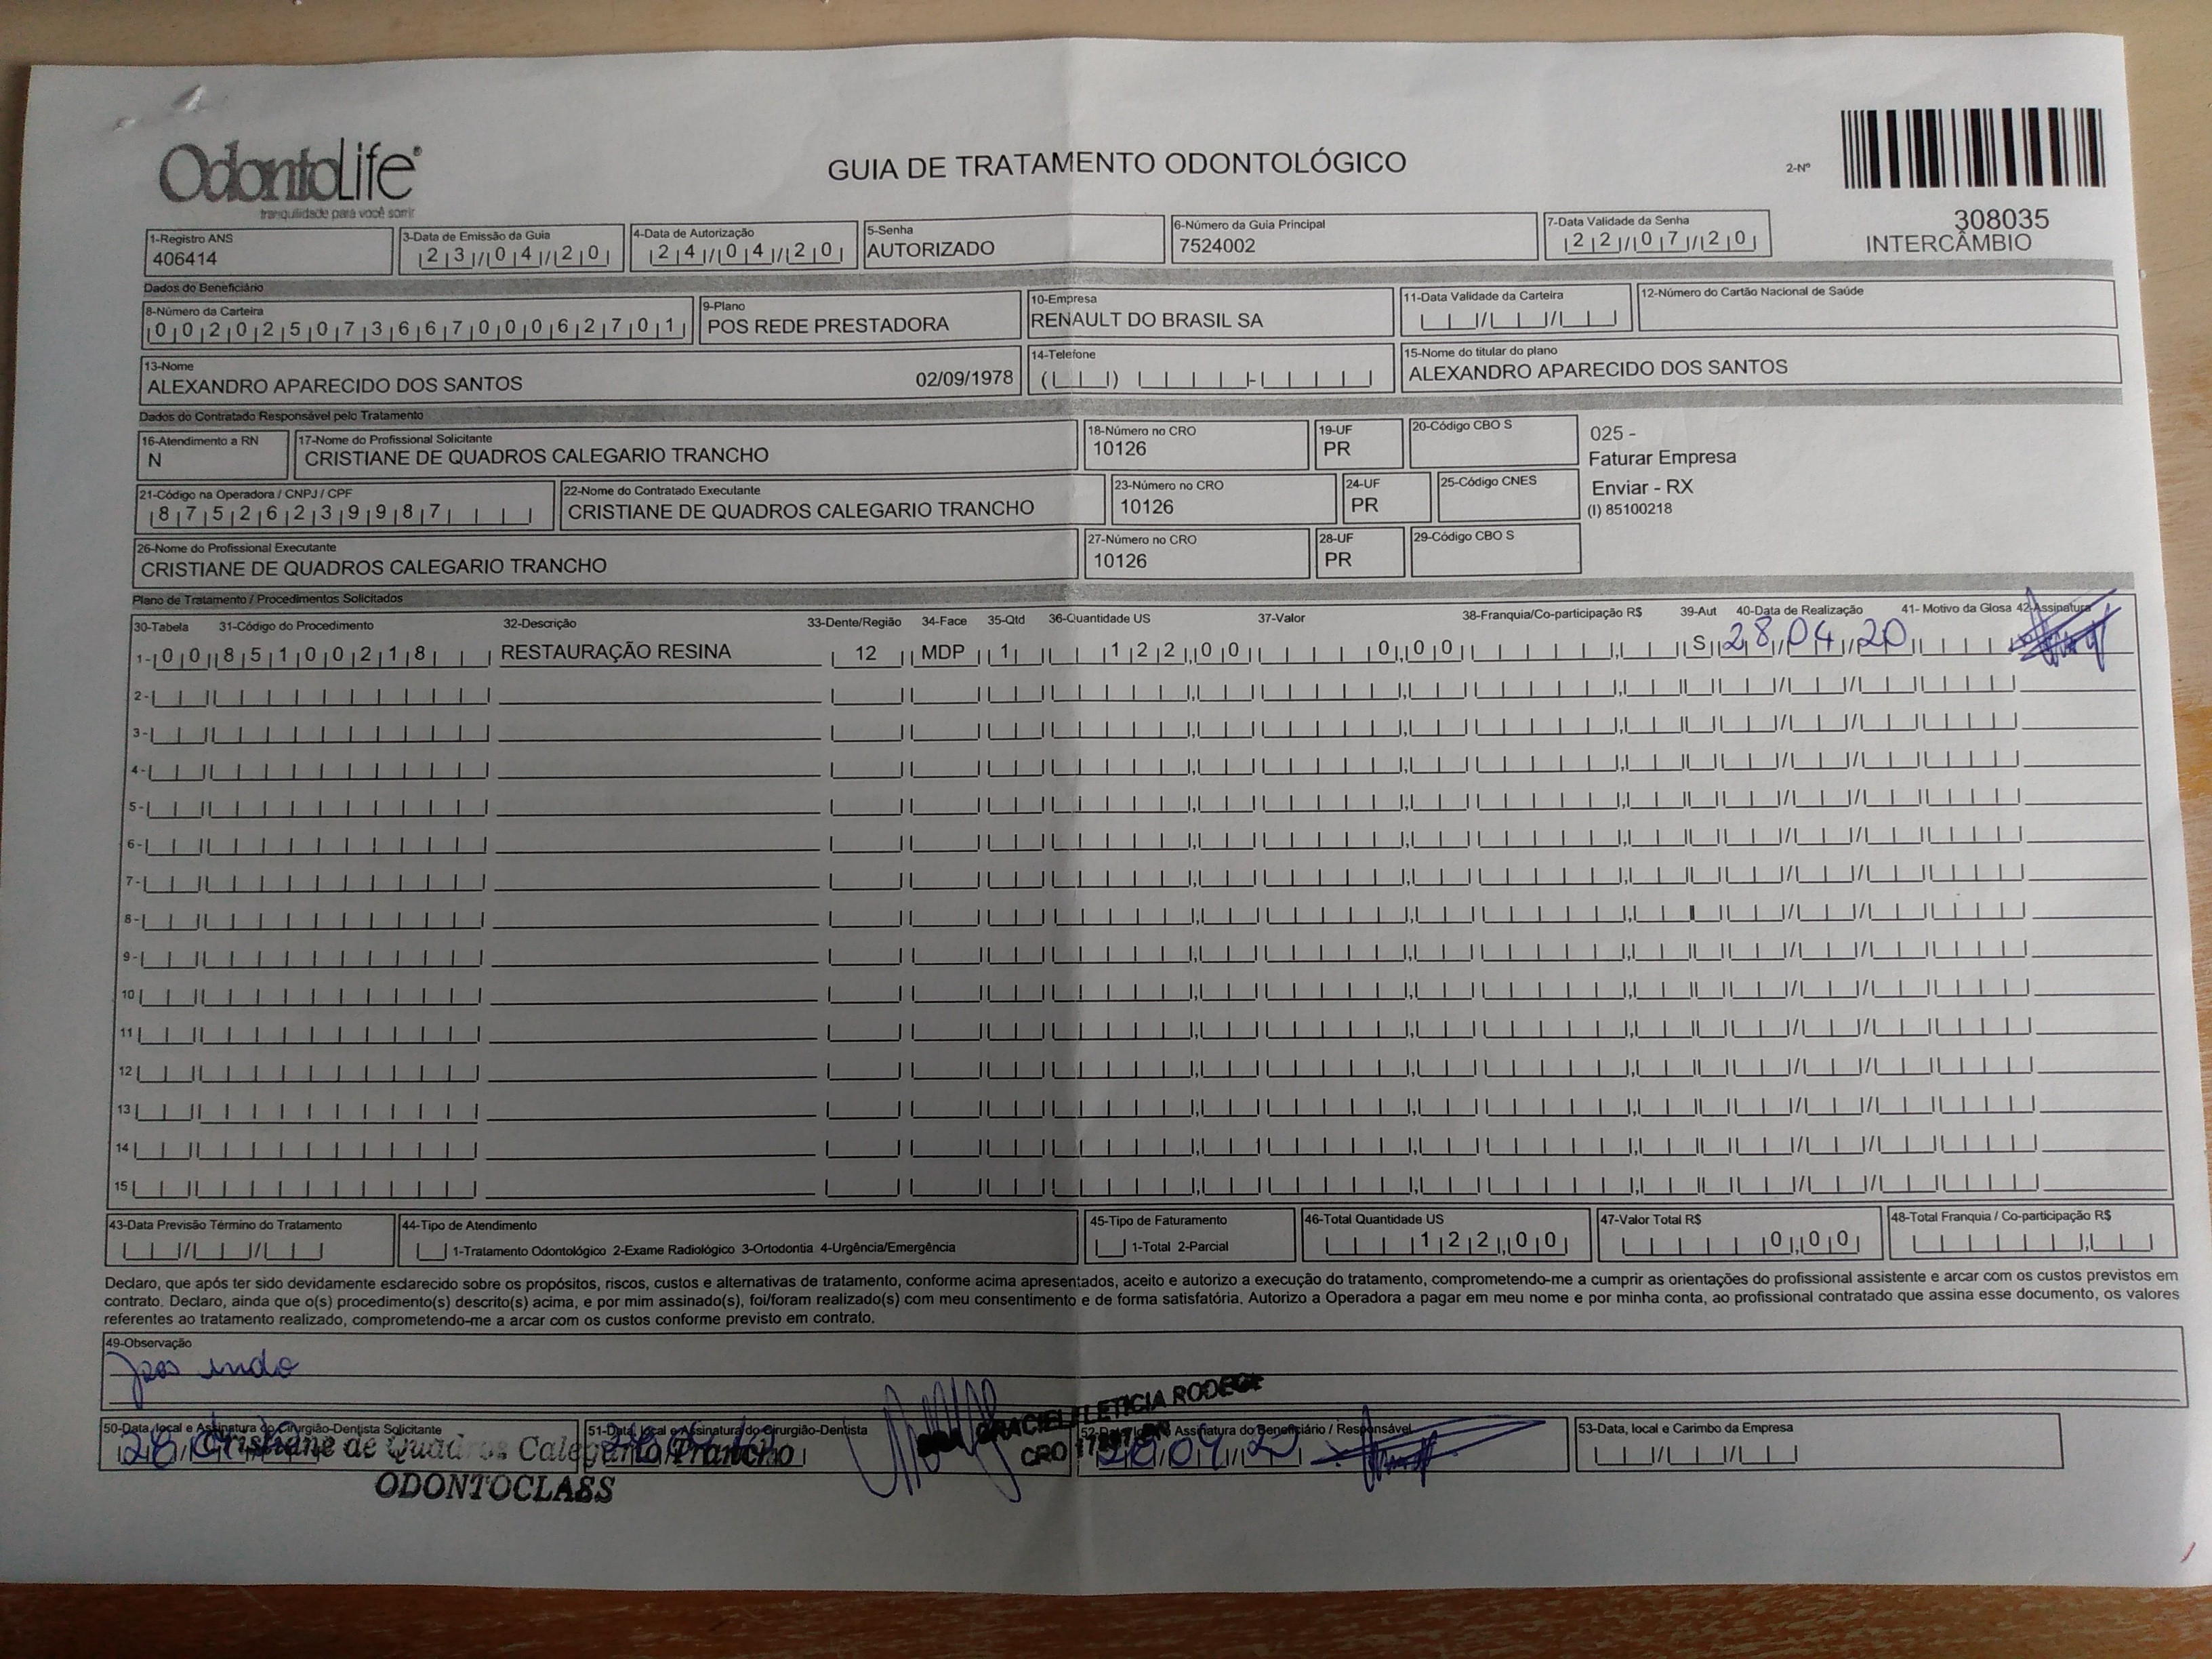 OdontoLife®
tranquilidade para você sorrir
GUIA DE TRATAMENTO ODONTOLÓGICO
2-Nº
308035
INTERCÂMBIO
1-Registro ANS
406414
3-Data de Emissão da Guia
23/04/20
4-Data de Autorização
24/04/20
5-Senha
AUTORIZADO
6-Número da Guia Principal
7524002
7-Data Validade da Senha
22/07/20
Dados do Beneficiário
8-Número da Carteira
00202507366700062701
9-Plano
POS REDE PRESTADORA
10-Empresa
RENAULT DO BRASIL SA
11-Data Validade da Carteira
12-Número do Cartão Nacional de Saúde
13-Nome
ALEXANDRO APARECIDO DOS SANTOS 02/09/1978
14-Telefone
15-Nome do titular do plano
ALEXANDRO APARECIDO DOS SANTOS
Dados do Contratado Responsável pelo Tratamento
16-Atendimento a RN
N
17-Nome do Profissional Solicitante
CRISTIANE DE QUADROS CALEGARIO TRANCHO
18-Número no CRO
10126
19-UF
PR
20-Código CBO S
025 -
Faturar Empresa
Enviar - RX
(I) 85100218
21-Código na Operadora / CNPJ / CPF
87526239987
22-Nome do Contratado Executante
CRISTIANE DE QUADROS CALEGARIO TRANCHO
23-Número no CRO
10126
24-UF
PR
25-Código CNES
26-Nome do Profissional Executante
CRISTIANE DE QUADROS CALEGARIO TRANCHO
27-Número no CRO
10126
28-UF
PR
29-Código CBO S
Plano de Tratamento / Procedimentos Solicitados
30-Tabela 31-Código do Procedimento 32-Descrição 33-Dente/Região 34-Face 35-Qtd 36-Quantidade US 37-Valor 38-Franquia/Co-participação R$ 39-Aut 40-Data de Realização 41- Motivo da Glosa 42-Assinatura
1- 00 85100218 RESTAURAÇÃO RESINA 12 MDP 1 122,00 0,00 S 28/04/20
2-
3-
4-
5-
6-
7-
8-
9-
10
11
12
13
14
15
43-Data Previsão Término do Tratamento
44-Tipo de Atendimento
1-Tratamento Odontológico 2-Exame Radiológico 3-Ortodontia 4-Urgência/Emergência
45-Tipo de Faturamento
1-Total 2-Parcial
46-Total Quantidade US
122,00
47-Valor Total R$
0,00
48-Total Franquia / Co-participação R$
Declaro, que após ter sido devidamente esclarecido sobre os propósitos, riscos, custos e alternativas de tratamento, conforme acima apresentados, aceito e autorizo a execução do tratamento, comprometendo-me a cumprir as orientações do profissional assistente e arcar com os custos previstos em
contrato. Declaro, ainda que o(s) procedimento(s) descrito(s) acima, e por mim assinado(s), foi/foram realizado(s) com meu consentimento e de forma satisfatória. Autorizo a Operadora a pagar em meu nome e por minha conta, ao profissional contratado que assina esse documento, os valores
referentes ao tratamento realizado, comprometendo-me a arcar com os custos conforme previsto em contrato.
49-Observação
50-Data, local e Assinatura do Cirurgião-Dentista Solicitante
Cristiane de Quadros Calegario Trancho
ODONTOCLASS
51-Data, local e Assinatura do Cirurgião-Dentista
GRACIELA LETICIA
CRO
Assinatura do Beneficiário / Responsável
53-Data, local e Carimbo da Empresa